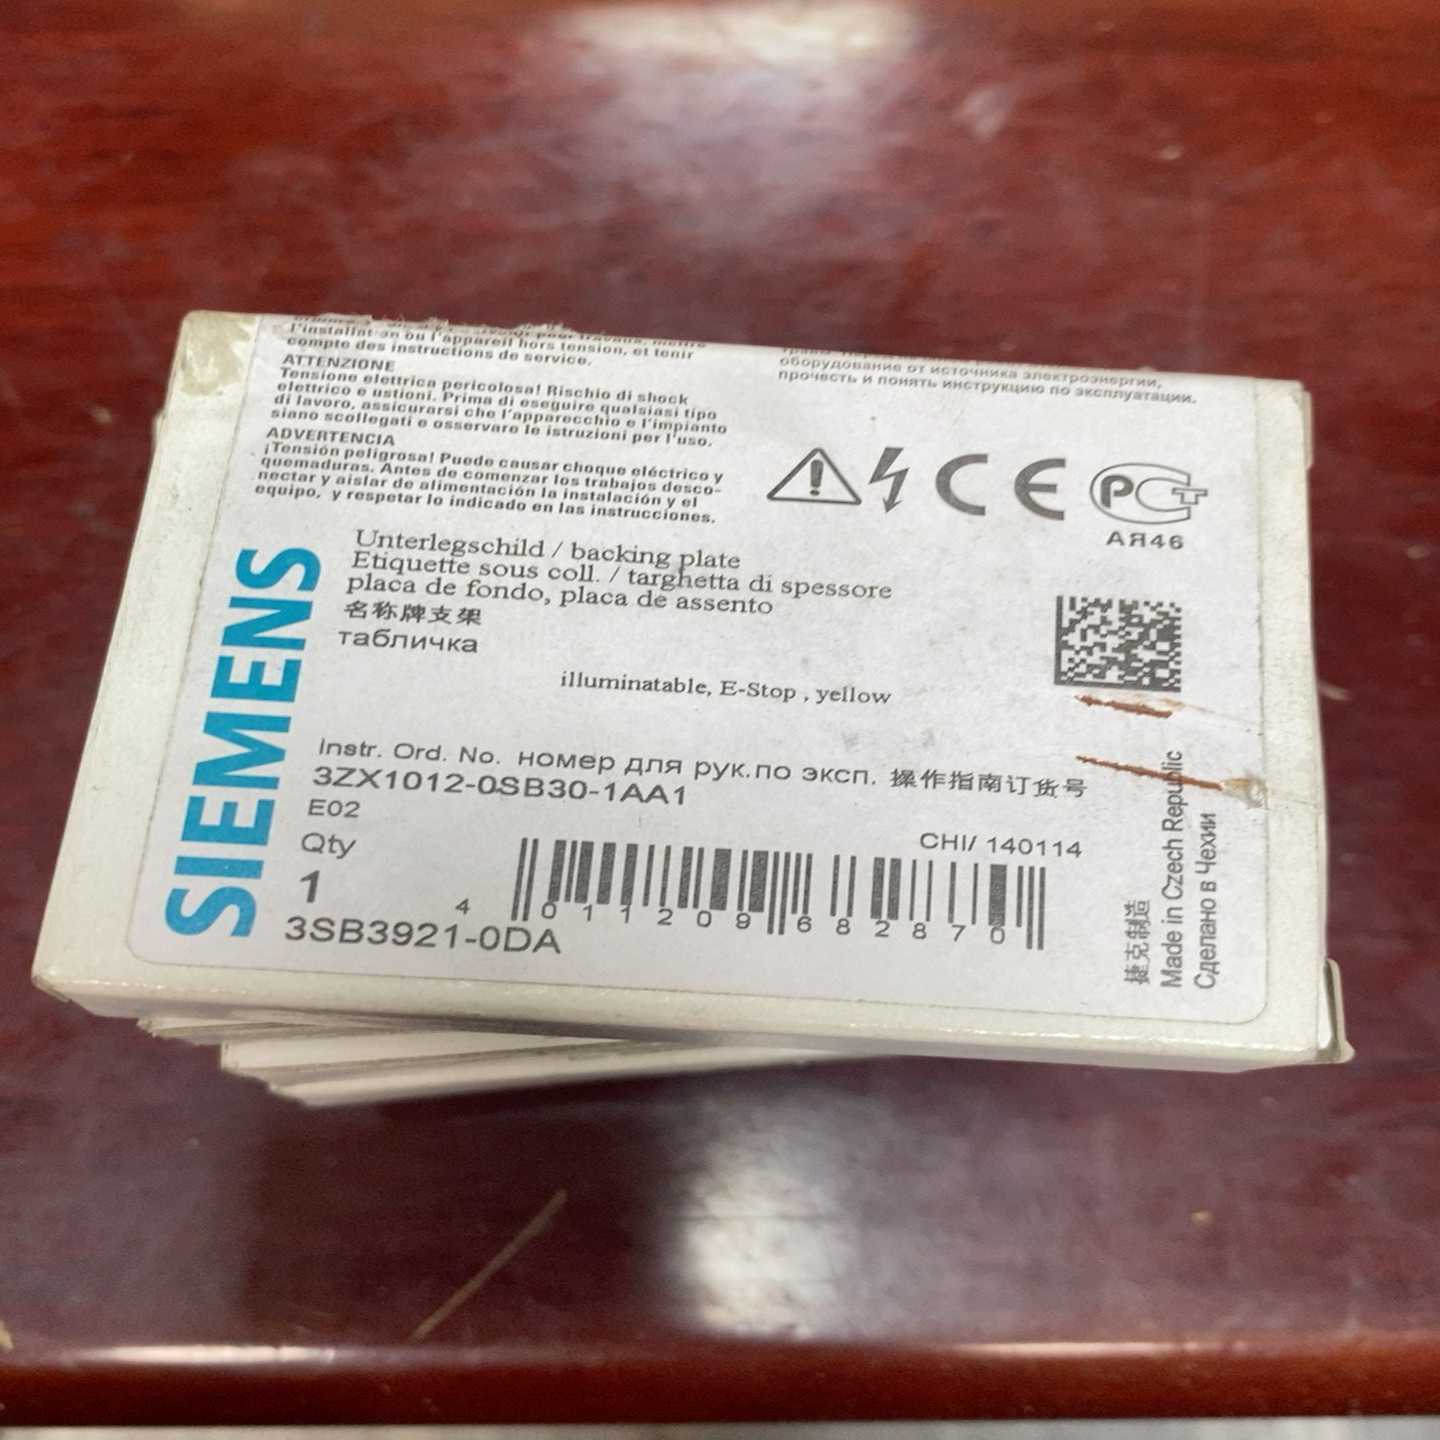 l'installation ou l'appareil hors tension, et tenir
compte des instructions de service.
ATTENZIONE
Tensione elettrica pericolosa! Rischio di shock
elettrico e ustioni. Prima di eseguire qualsiasi tipo
di lavoro, assicurarsi che l'apparecchio e l'impianto
siano scollegati e osservare le istruzioni per l'uso.
ADVERTENCIA
¡Tensión peligrosa! Puede causar choque eléctrico y
quemaduras. Antes de comenzar los trabajos desco-
nectar y aislar de alimentación la instalación y el
equipo, y respetar lo indicado en las instrucciones.
оборудование от источника электроэнергии,
прочесть и понять инструкцию по эксплуатации.
CE
РСТ
АЯ46
SIEMENS
Unterlegschild / backing plate
Etiquette sous coll. / targhetta di spessore
placa de fondo, placa de assento
名称牌支架
табличка
illuminatable, E-Stop , yellow
Instr. Ord. No. номер для рук.по эксп. 操作指南订货号
3ZX1012-0SB30-1AA1
E02
CHI/ 140114
Qty
1
4 011209 682870
3SB3921-0DA
捷克制造
Made in Czech Republic
Сделано в Чехии